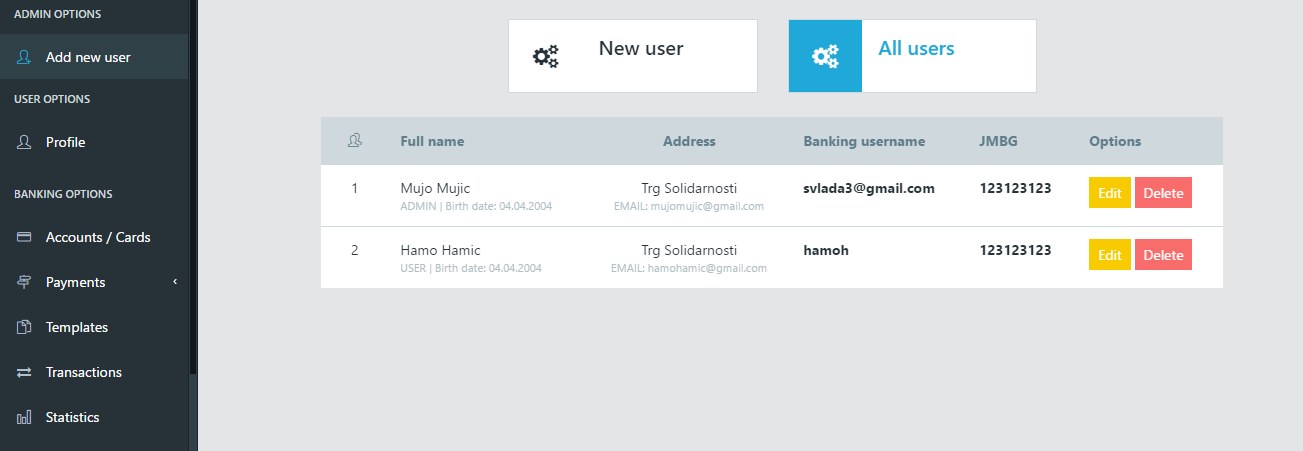 ADMIN OPTIONS
Add new user
USER OPTIONS
Profile
BANKING OPTIONS
Accounts / Cards
Payments
Templates
Transactions
Statistics
New user
All users
Full name Address Banking username JMBG Options
1 Mujo Mujic Trg Solidarnosti svlada3@gmail.com 123123123 Edit Delete
ADMIN | Birth date: 04.04.2004 EMAIL: mujomujic@gmail.com
2 Hamo Hamic Trg Solidarnosti hamoh 123123123 Edit Delete
USER | Birth date: 04.04.2004 EMAIL: hamohamic@gmail.com